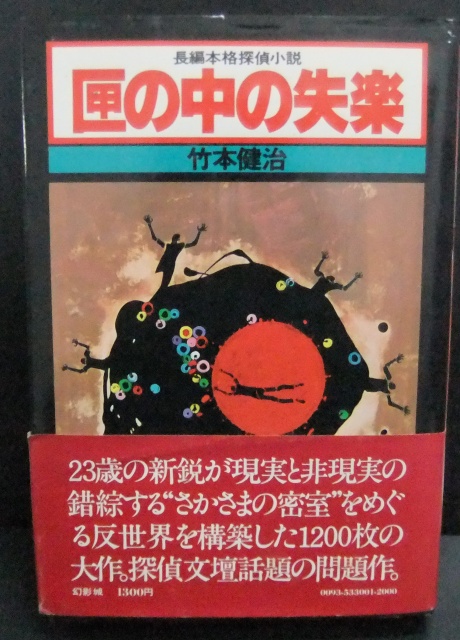 長編本格探偵小説
匣の中の失楽
竹本健治
23歳の新鋭が現実と非現実の
錯綜する“さかさまの密室”をめぐ
る反世界を構築した1200枚の
大作。探偵文壇話題の問題作。
幻影城 1300円 0093-533001-2000